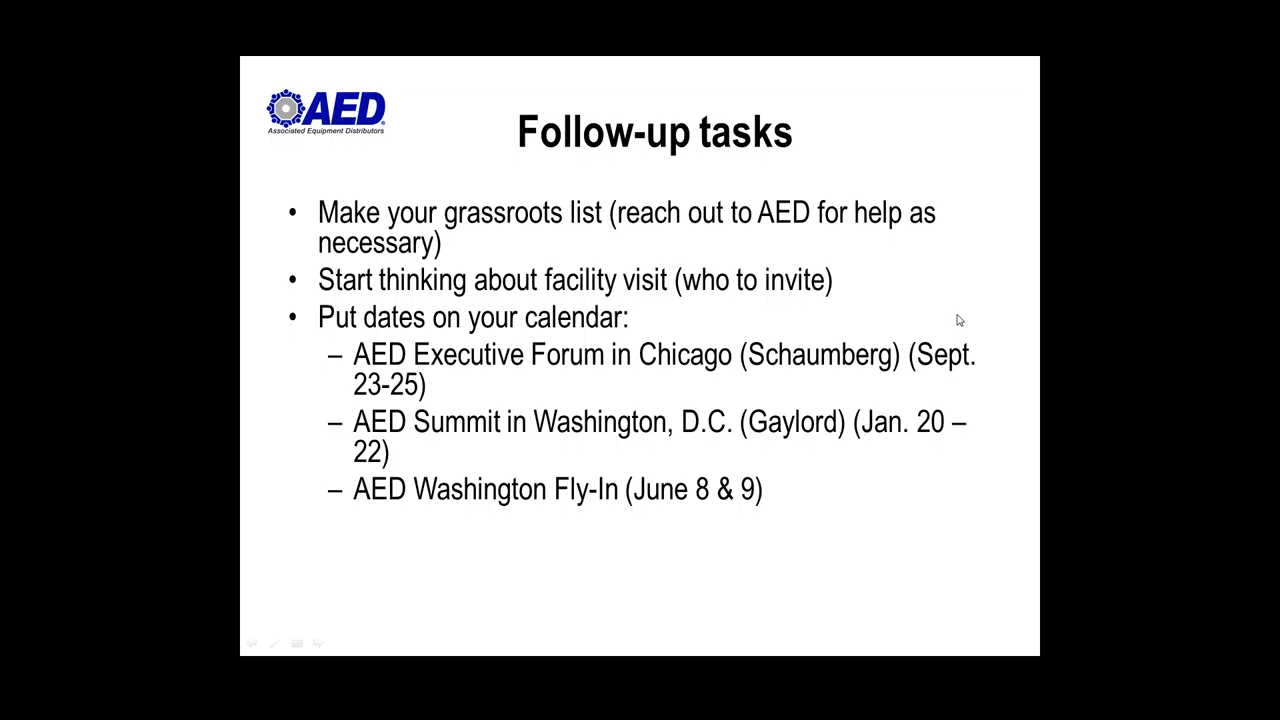 AED
Associated Equipment Distributors
Follow-up tasks
• Make your grassroots list (reach out to AED for help as
necessary)
• Start thinking about facility visit (who to invite)
• Put dates on your calendar:
– AED Executive Forum in Chicago (Schaumberg) (Sept.
23-25)
– AED Summit in Washington, D.C. (Gaylord) (Jan. 20 –
22)
– AED Washington Fly-In (June 8 & 9)